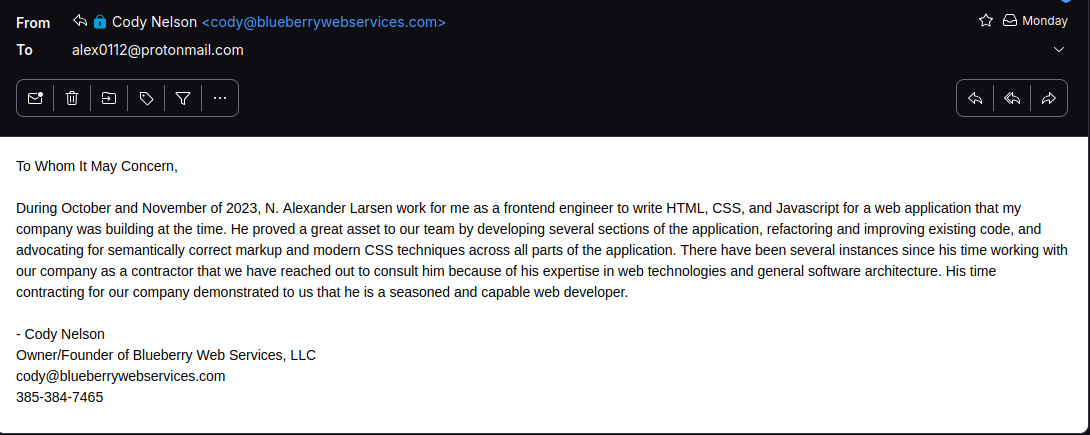 From Cody Nelson <cody@blueberrywebservices.com> Monday
To alex0112@protonmail.com
To Whom It May Concern,
During October and November of 2023, N. Alexander Larsen work for me as a frontend engineer to write HTML, CSS, and Javascript for a web application that my
company was building at the time. He proved a great asset to our team by developing several sections of the application, refactoring and improving existing code, and
advocating for semantically correct markup and modern CSS techniques across all parts of the application. There have been several instances since his time working with
our company as a contractor that we have reached out to consult him because of his expertise in web technologies and general software architecture. His time
contracting for our company demonstrated to us that he is a seasoned and capable web developer.
- Cody Nelson
Owner/Founder of Blueberry Web Services, LLC
cody@blueberrywebservices.com
385-384-7465